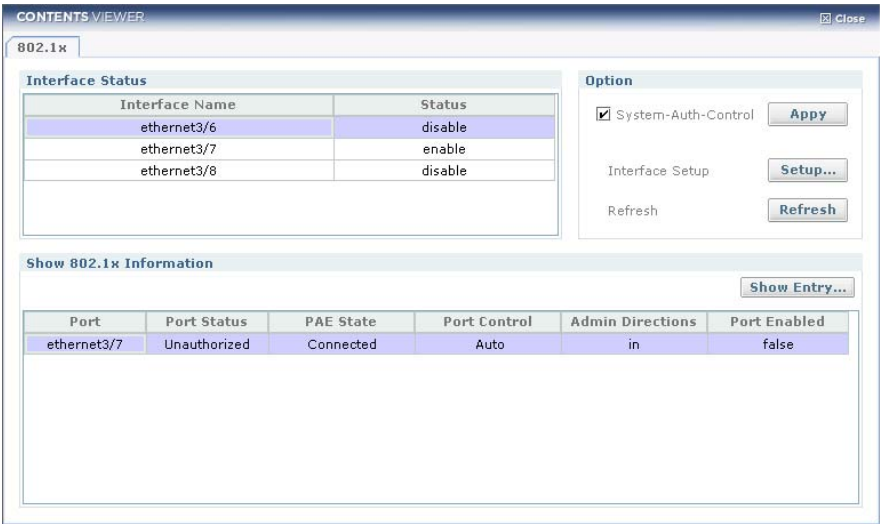 CONTENTS VIEWER
Close
802.1x
Interface Status
Interface Name Status
ethernet3/6 disable
ethernet3/7 enable
ethernet3/8 disable
Option
System-Auth-Control Appy
Interface Setup Setup...
Refresh Refresh
Show 802.1x Information
Show Entry...
Port Port Status PAE State Port Control Admin Directions Port Enabled
ethernet3/7 Unauthorized Connected Auto in false